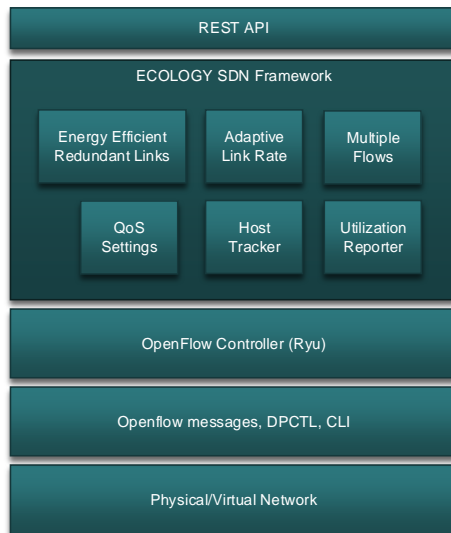 REST API
ECOLOGY SDN Framework
Energy Efficient
Redundant Links
Adaptive
Link Rate
Multiple
Flows
QoS
Settings
Host
Tracker
Utilization
Reporter
OpenFlow Controller (Ryu)
Openflow messages, DPCTL, CLI
Physical/Virtual Network